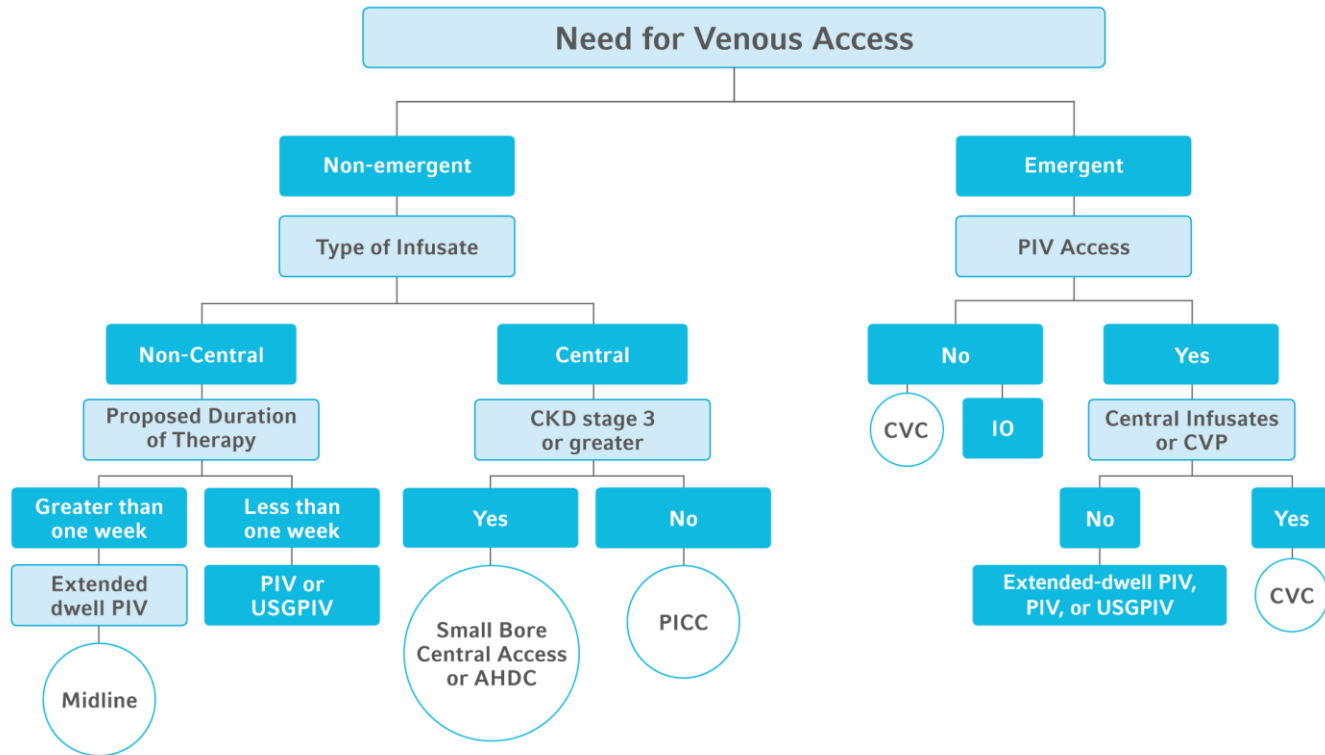 Need for Venous Access
Non-emergent
Emergent
Type of Infusate
PIV Access
Non-Central
Central
No
Yes
Proposed Duration
of Therapy
CKD stage 3
or greater
CVC
IO
Central Infusates
or CVP
Greater than
one week
Less than
one week
Yes
No
No
Yes
Extended
dwell PIV
PIV or
USGPIV
Small Bore
Central Access
or AHDC
PICC
Extended-dwell PIV,
PIV, or USGPIV
CVC
Midline